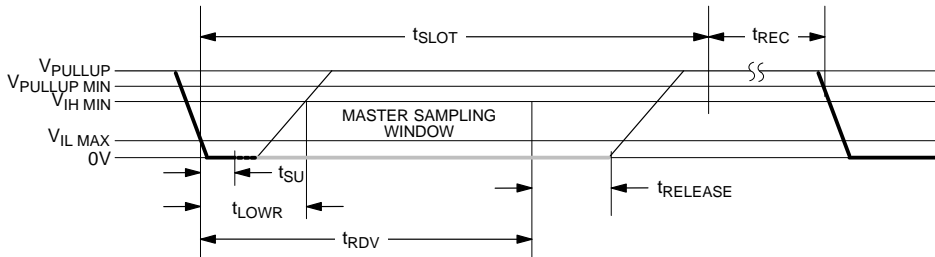 tSLOT
tREC
VPULLUP
VPULLUP MIN
VIH MIN
MASTER SAMPLING
WINDOW
VIL MAX
0V
tSU
tRELEASE
tLOWR
tRDV